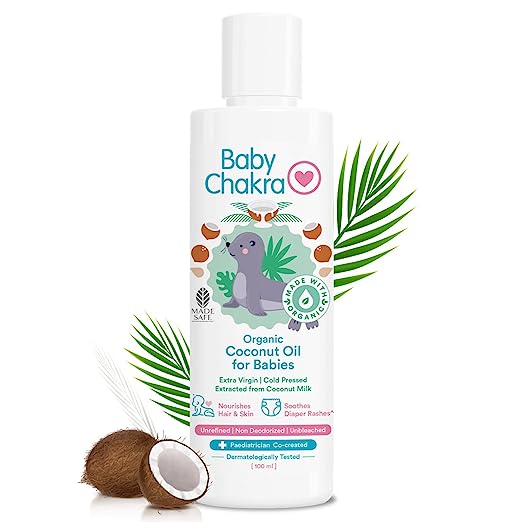 Baby
Chakra
MADE WITH
ORGANIC
MADE
SAFE
Organic
Coconut Oil
for Babies
Extra Virgin | Cold Pressed
Extracted from Coconut Milk
Nourishes
Hair & Skin
Soothes
Diaper Rashes^
Unrefined | Non Deodorized | Unbleached
+ Paediatrician Co-created
Dermatologically Tested
[ 100 ml ]